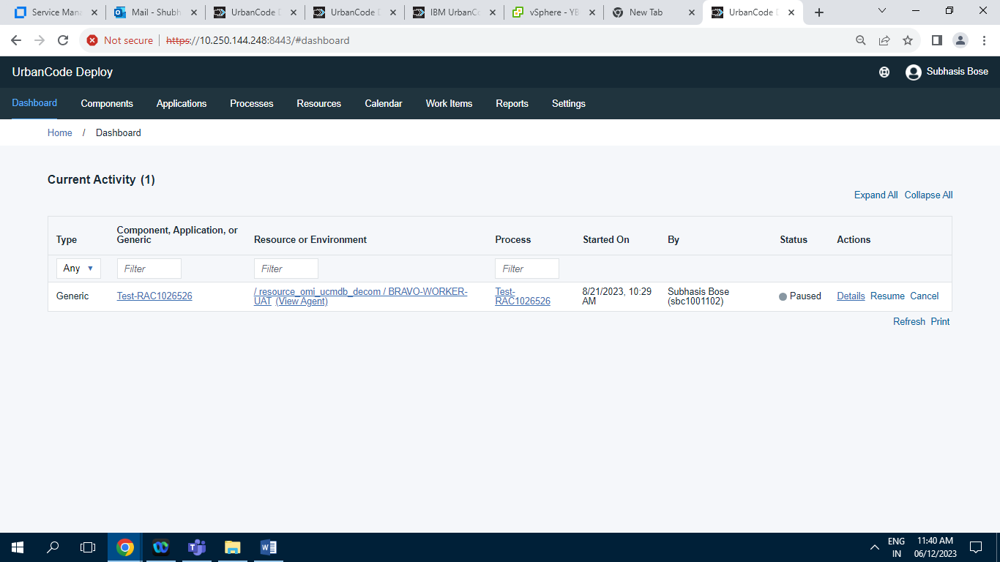 Service Mana
Mail - Shubh
UrbanCode D
UrbanCode D
IBM UrbanCo
vSphere - YB
New Tab
UrbanCode D
Not secure
https://10.250.144.248:8443/#dashboard
UrbanCode Deploy
Subhasis Bose
Dashboard Components Applications Processes Resources Calendar Work Items Reports Settings
Home / Dashboard
Current Activity (1)
Expand All Collapse All
Type
Component, Application, or
Generic
Resource or Environment
Process
Started On
By
Status
Actions
Any
Filter
Filter
Filter
Generic
Test-RAC1026526
/ resource_omi_ucmdb_decom / BRAVO-WORKER-
UAT (View Agent)
Test-
RAC1026526
8/21/2023, 10:29
AM
Subhasis Bose
(sbc1001102)
Paused
Details Resume Cancel
Refresh Print
ENG
IN
11:40 AM
06/12/2023